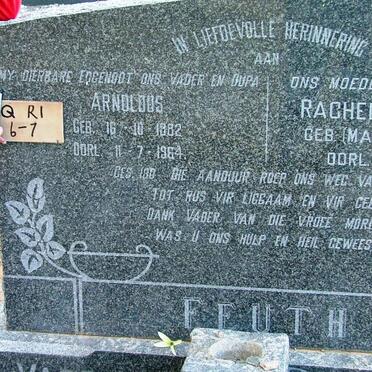 IN LIEFDEVOLLE HERINNERING
AAN
MY DIERBARE EGGENOOT ONS VADER EN OUPA
ARNOLDUS
GEB. 16-10-1882
OORL. 11-7-1964.
ONS MOEDE
RACHE
GEB. (MA
OORL.
Q R1
6-7
GES. 180 DIE AANDUUR ROEP ONS WEG, VA
TOT RUS VIR LIGGAAM EN VIR GE
DANK VADER, VAN DIE VROEË MORE
WAS U ONS HULP EN HEIL GEWEES
FEUTH